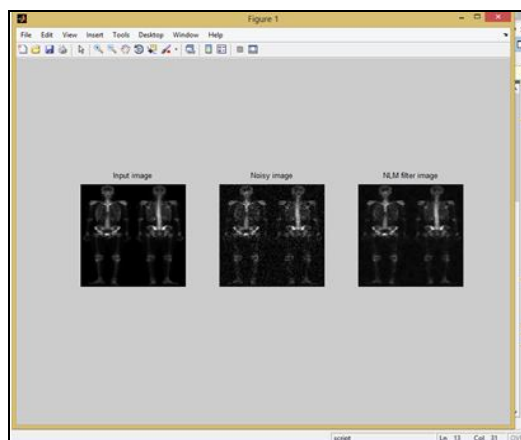 Figure 1
File Edit View Insert Tools Desktop Window Help
Input image
Noisy image
NLM filter image
script
Ln 13 Col 31 OVR